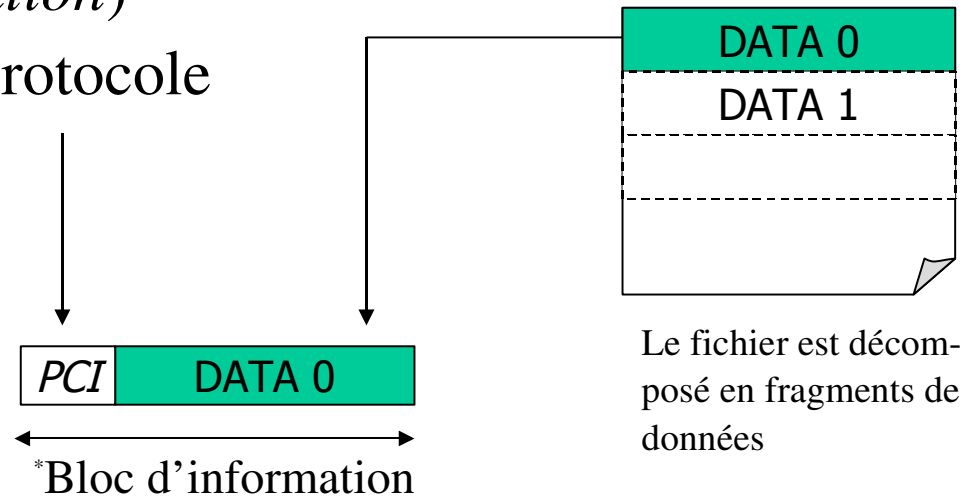 rotocole
DATA 0
DATA 1
Le fichier est décom-
posé en fragments de
données
PCI DATA 0
*Bloc d’information